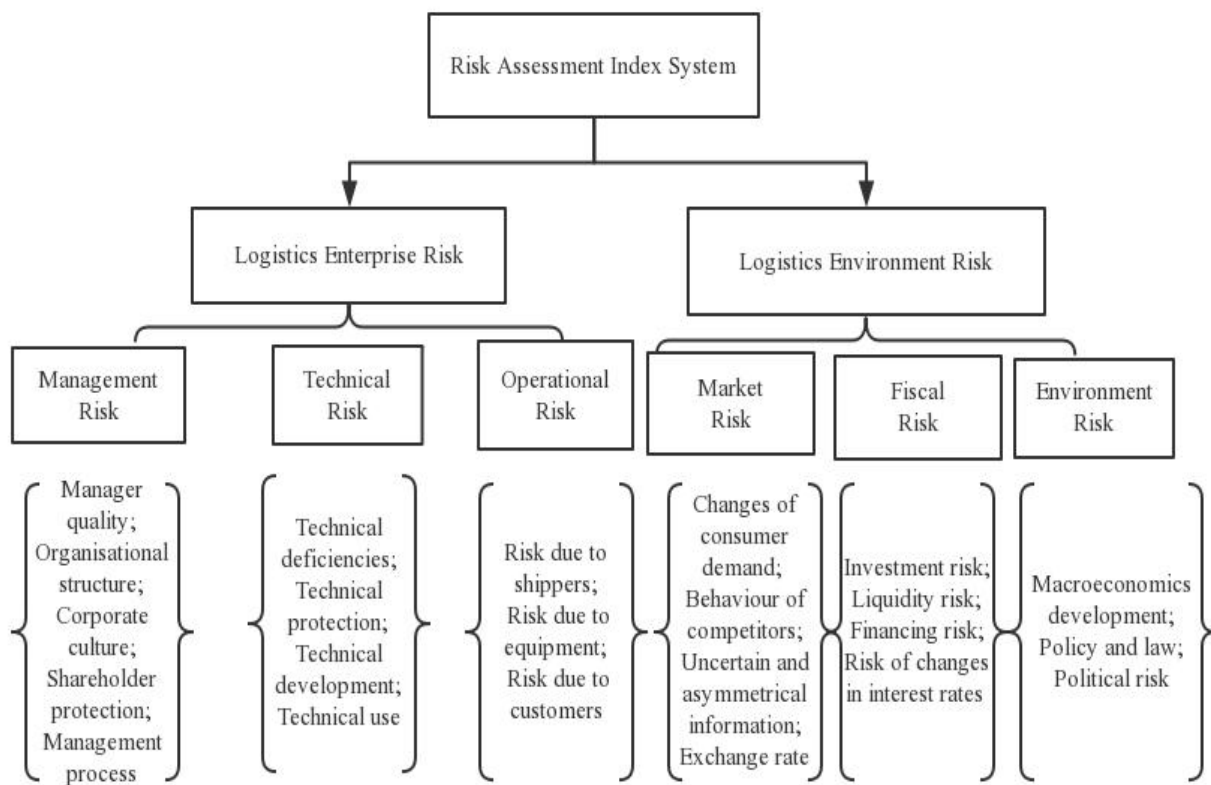 Risk Assessment Index System
Logistics Enterprise Risk
Logistics Environment Risk
Management
Risk
Technical
Risk
Operational
Risk
Market
Risk
Fiscal
Risk
Environment
Risk
Manager
quality;
Organisational
structure;
Corporate
culture;
Shareholder
protection;
Management
process
Technical
deficiencies;
Technical
protection;
Technical
development;
Technical use
Risk due to
shippers;
Risk due to
equipment;
Risk due to
customers
Changes of
consumer
demand;
Behaviour of
competitors;
Uncertain and
asymmetrical
information;
Exchange rate
Investment risk;
Liquidity risk;
Financing risk;
Risk of changes
in interest rates
Macroeconomics
development;
Policy and law;
Political risk